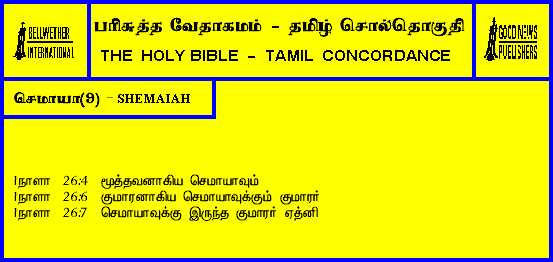 BELLWETHER
INTERNATIONAL
பரிசுத்த வேதாகமம் - தமிழ் சொல்தொகுதி
THE HOLY BIBLE - TAMIL CONCORDANCE
GOOD NEWS
PUBLISHERS
செமாயா(9) - SHEMAIAH
1நாளா 26:4 மூத்தவனாகிய செமாயாவும்
1நாளா 26:6 குமாரனாகிய செமாயாவுக்கும் குமாரர்
1நாளா 26:7 செமாயாவுக்கு இருந்த குமாரர் ஏத்னி